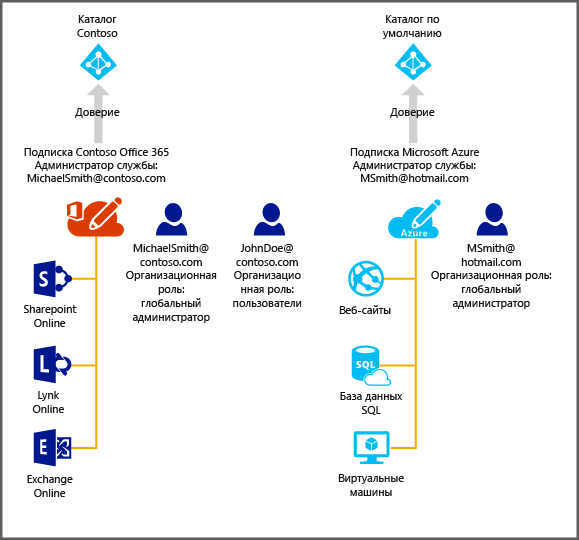 Каталог
Contoso
Каталог по
умолчанию
Доверие
Доверие
Подписка Contoso Office 365
Администратор службы:
MichaelSmith@contoso.com
Подписка Microsoft Azure
Администратор службы:
MSmith@hotmail.com
Azure
MichaelSmith@
contoso.com
Организационная
роль:
глобальный
администратор
JohnDoe@
contoso.com
Организацио
нная роль:
пользователи
MSmith@
hotmail.com
Организационная роль:
глобальный
администратор
S
Sharepoint
Online
Веб-сайты
L
Lynk
Online
SQL
База данных
SQL
E
Exchange
Online
Виртуальные
машины